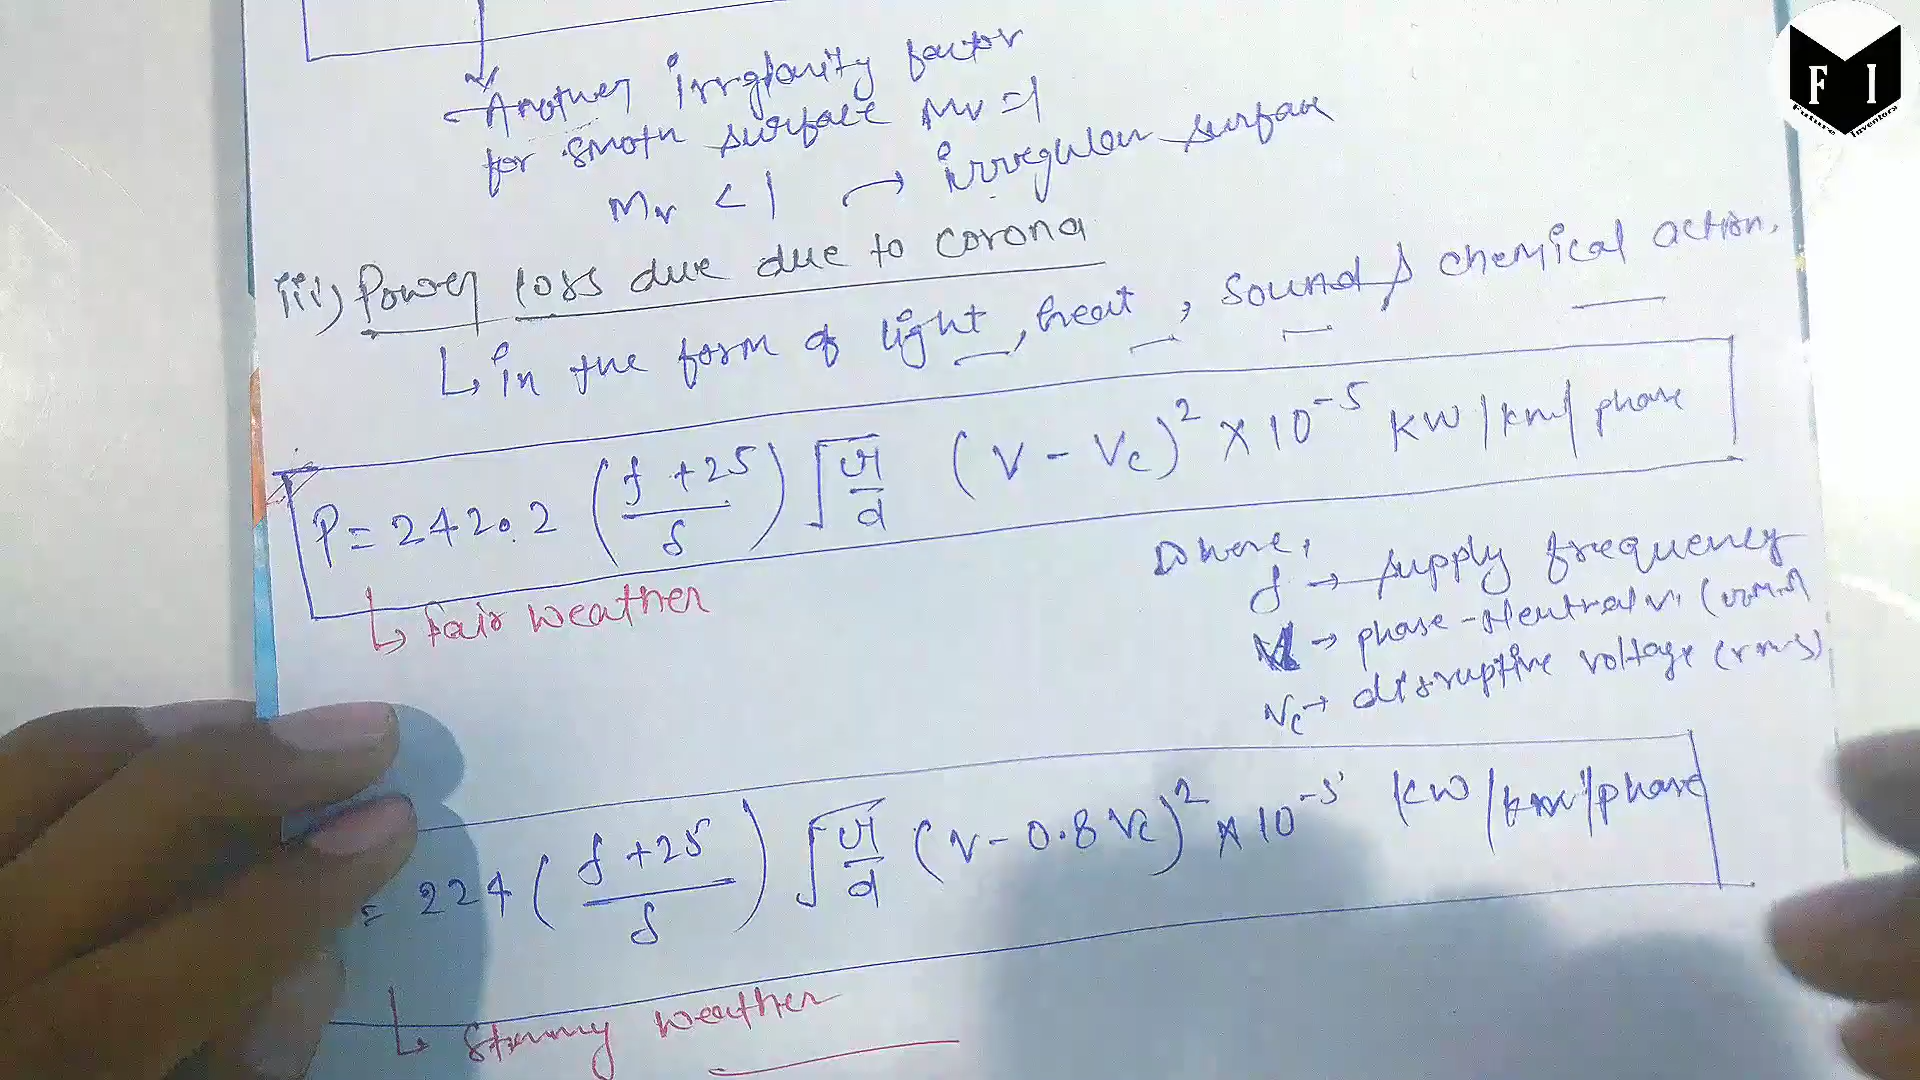 Another irrglarity factor
for smoth surface Mv = 1
Mv < 1 → irregular surface
iii) Power loss due due to corona
↳ in the form of light, heat, sound & chemical action.
P = 242.2 (f + 25 / δ) √(r/d) (V - Vc)² × 10⁻⁵ kW / km / phase
↳ fair weather
where,
f → supply frequency
V → phase - Neutral v. (r.m.s)
Vc → disruptive voltage (rms)
= 224 (f + 25 / δ) √(r/d) (V - 0.8 Vc)² × 10⁻⁵ kW / km / phase
↳ stormy weather
F I
Future Inventors